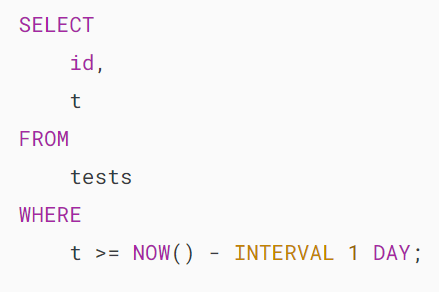 SELECT
    id,
    t
FROM
    tests
WHERE
    t >= NOW() - INTERVAL 1 DAY;